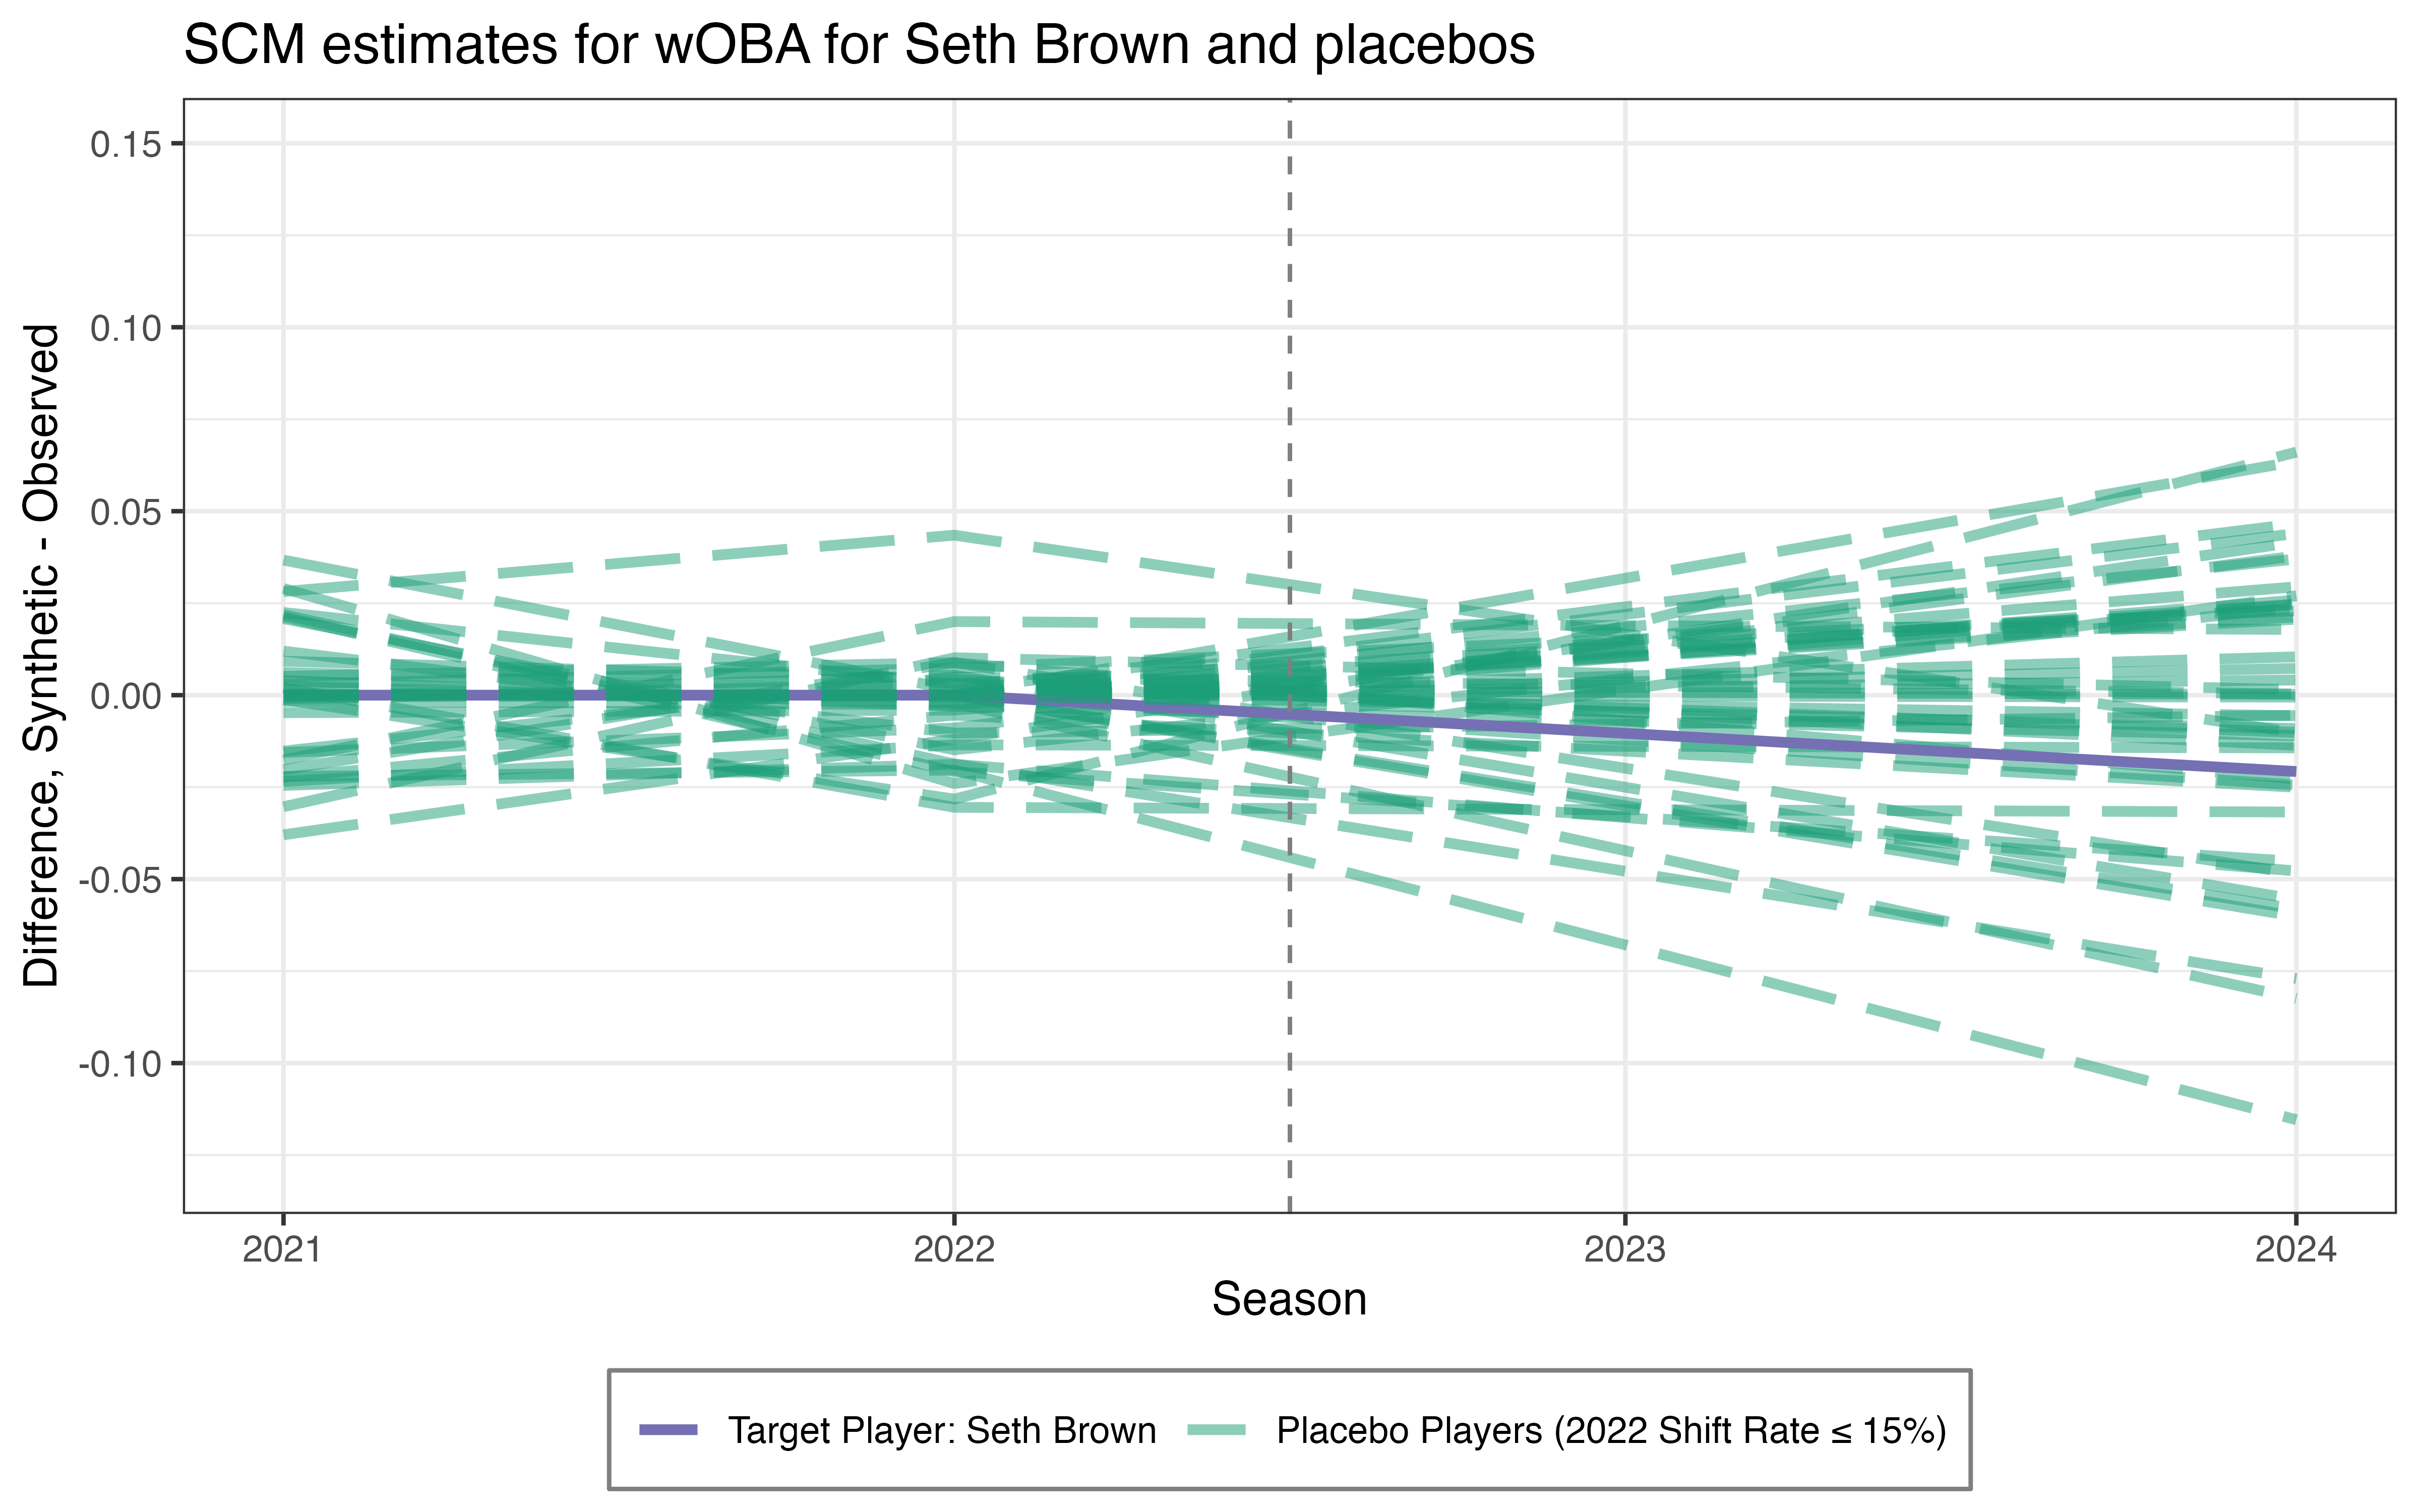 SCM estimates for wOBA for Seth Brown and placebos
Difference, Synthetic - Observed
0.15
0.10
0.05
0.00
-0.05
-0.10
2021
2022
2023
2024
Season
Target Player: Seth Brown
Placebo Players (2022 Shift Rate ≤ 15%)